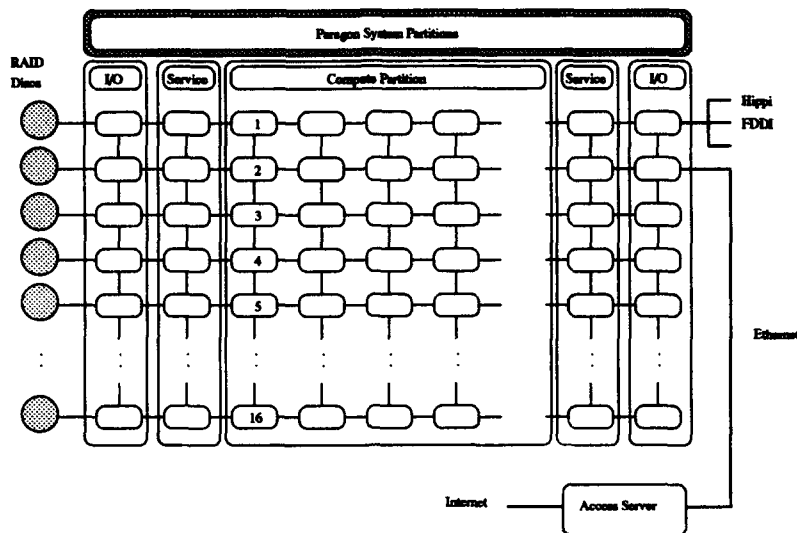 Paragon System Partitions
RAID
Discs
I/O
Service
Compute Partition
Service
I/O
Hippi
FDDI
1
2
3
4
5
16
Ethernet
Internet
Access Server